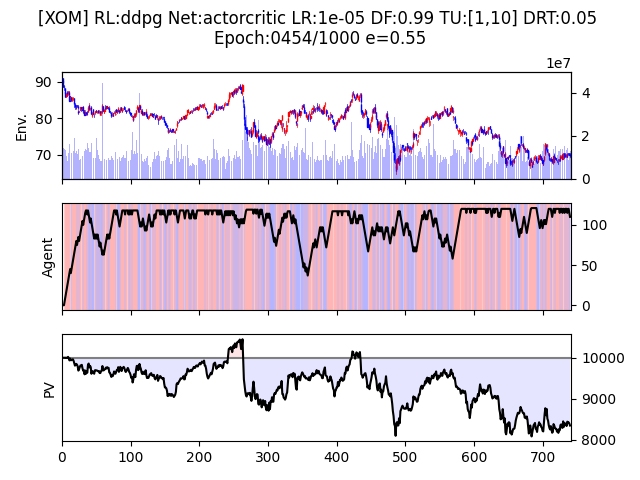 [XOM] RL:ddpg Net:actorcritic LR:1e-05 DF:0.99 TU:[1,10] DRT:0.05
Epoch:0454/1000 e=0.55
1e7
90
80
70
Env.
4
2
0
Agent
100
50
0
PV
10000
9000
8000
0 100 200 300 400 500 600 700